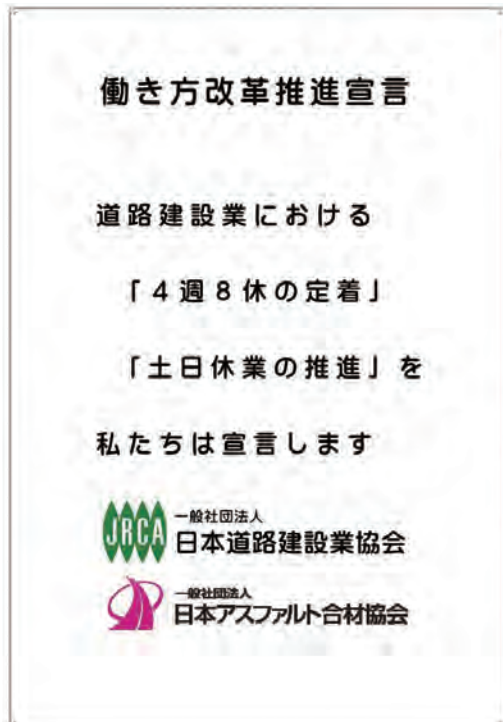 働き方改革推進宣言
道路建設業における
「4週8休の定着」
「土日休業の推進」を
私たちは宣言します
JRCA
一般社団法人
日本道路建設業協会
一般社団法人
日本アスファルト合材協会